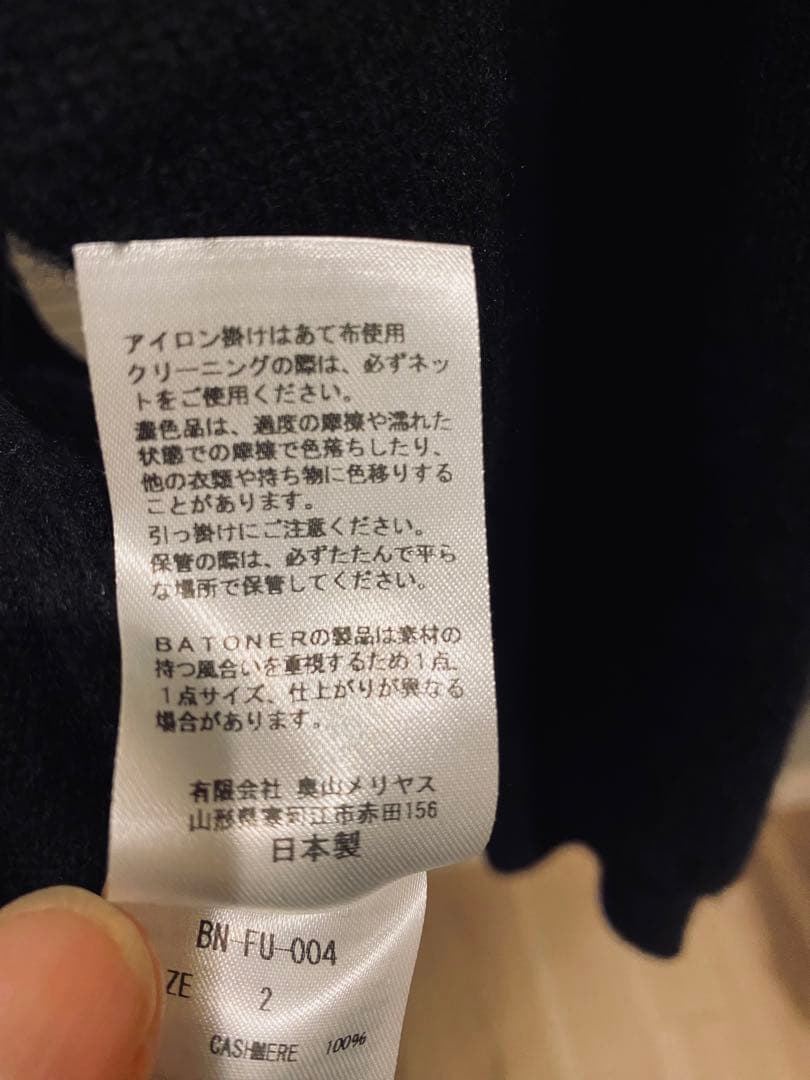 アイロン掛けはあて布使用
クリーニングの際は、必ずネッ
トをご使用ください。
濃色品は、過度の摩擦や濡れた
状態での摩擦で色落ちしたり、
他の衣類や持ち物に色移りする
ことがあります。
引っ掛けにご注意ください。
保管の際は、必ずたたんで平ら
な場所で保管してください。
ＢＡＴＯＮＥＲの製品は素材の
持つ風合いを重視するため１点、
１点サイズ、仕上がりが異なる
場合があります。
有限会社 奥山メリヤス
山形県寒河江市赤田156
日本製
BN-FU-004
ZE 2
CASHMERE 100%